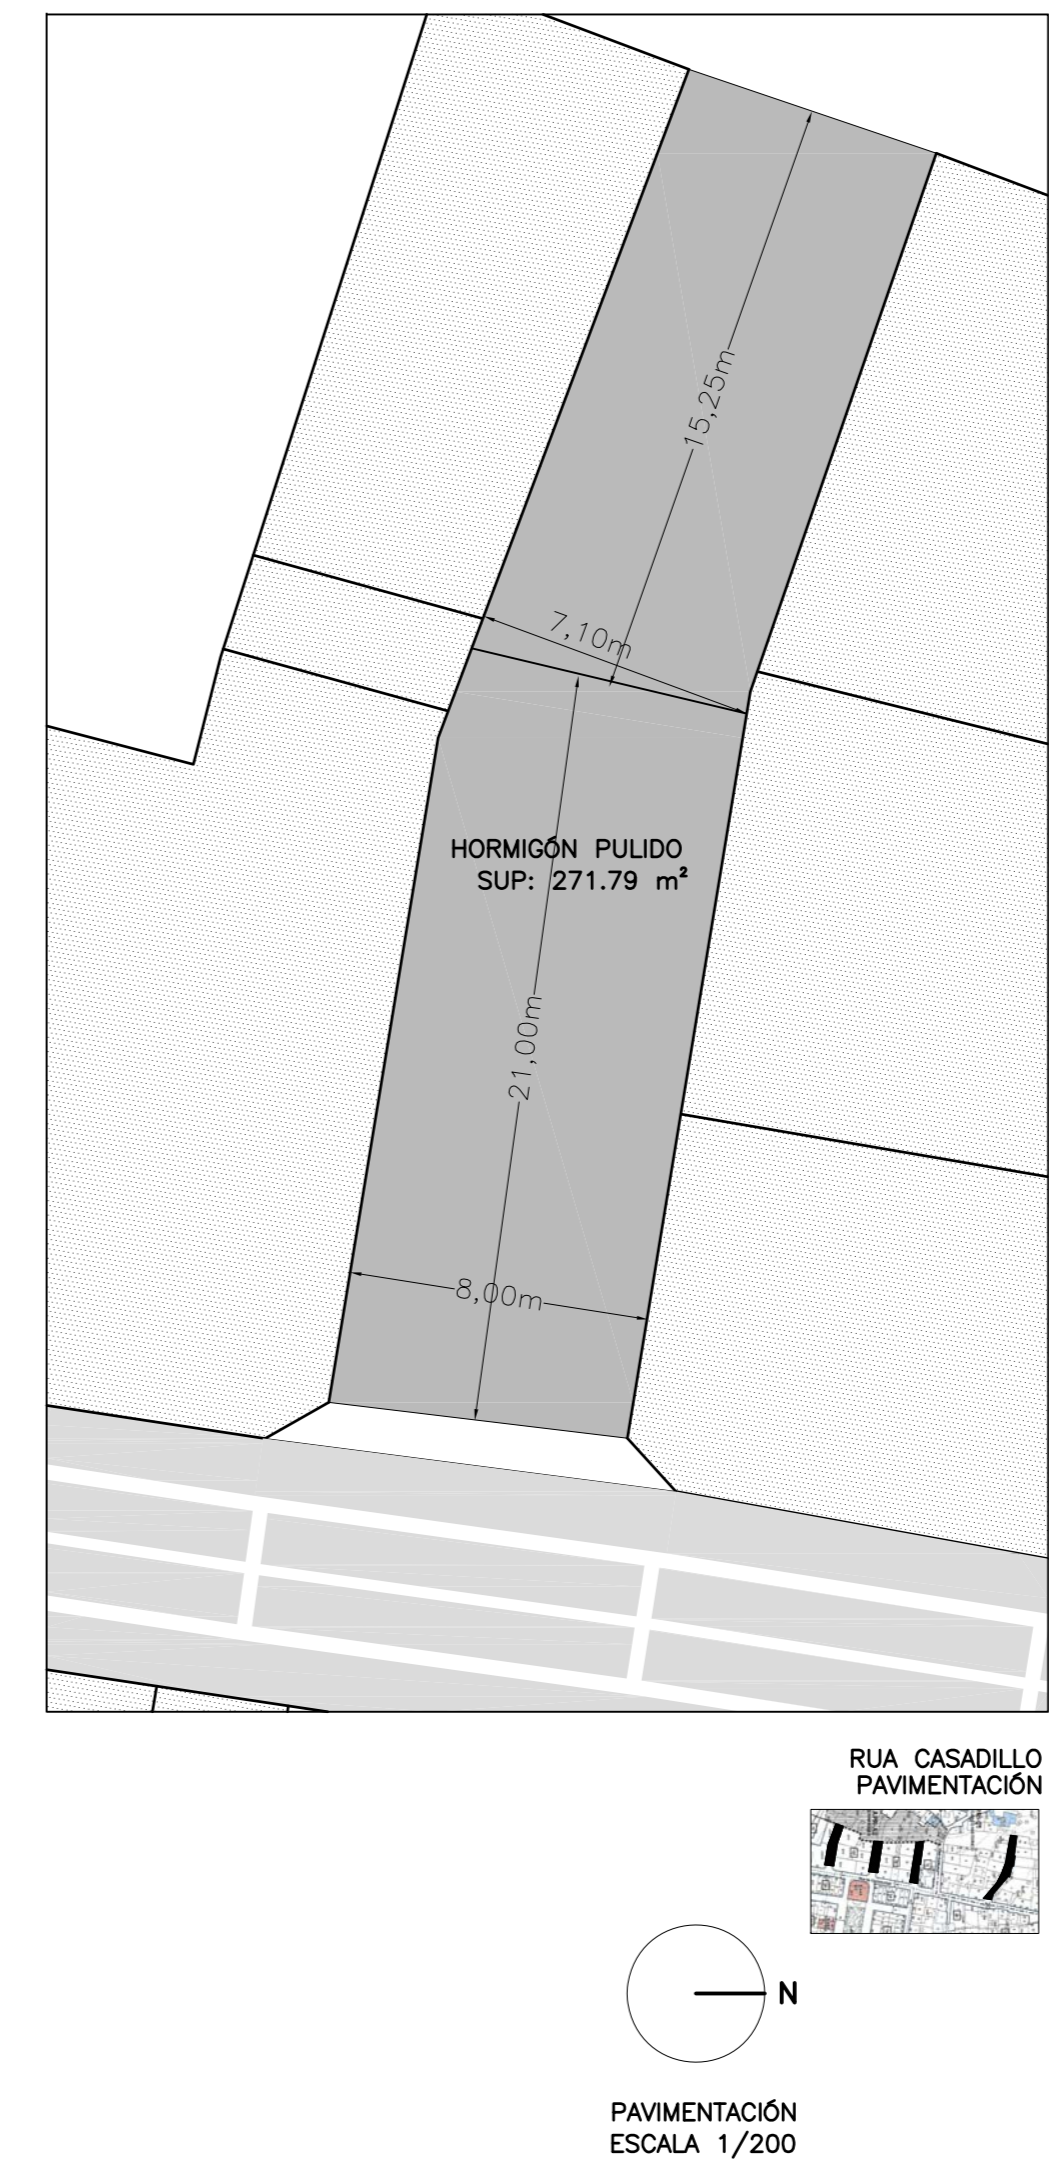 15,25m
7,10m
HORMIGÓN PULIDO
SUP: 271.79 m²
21,00m
8,00m
RUA CASADILLO
PAVIMENTACIÓN
N
PAVIMENTACIÓN
ESCALA 1/200